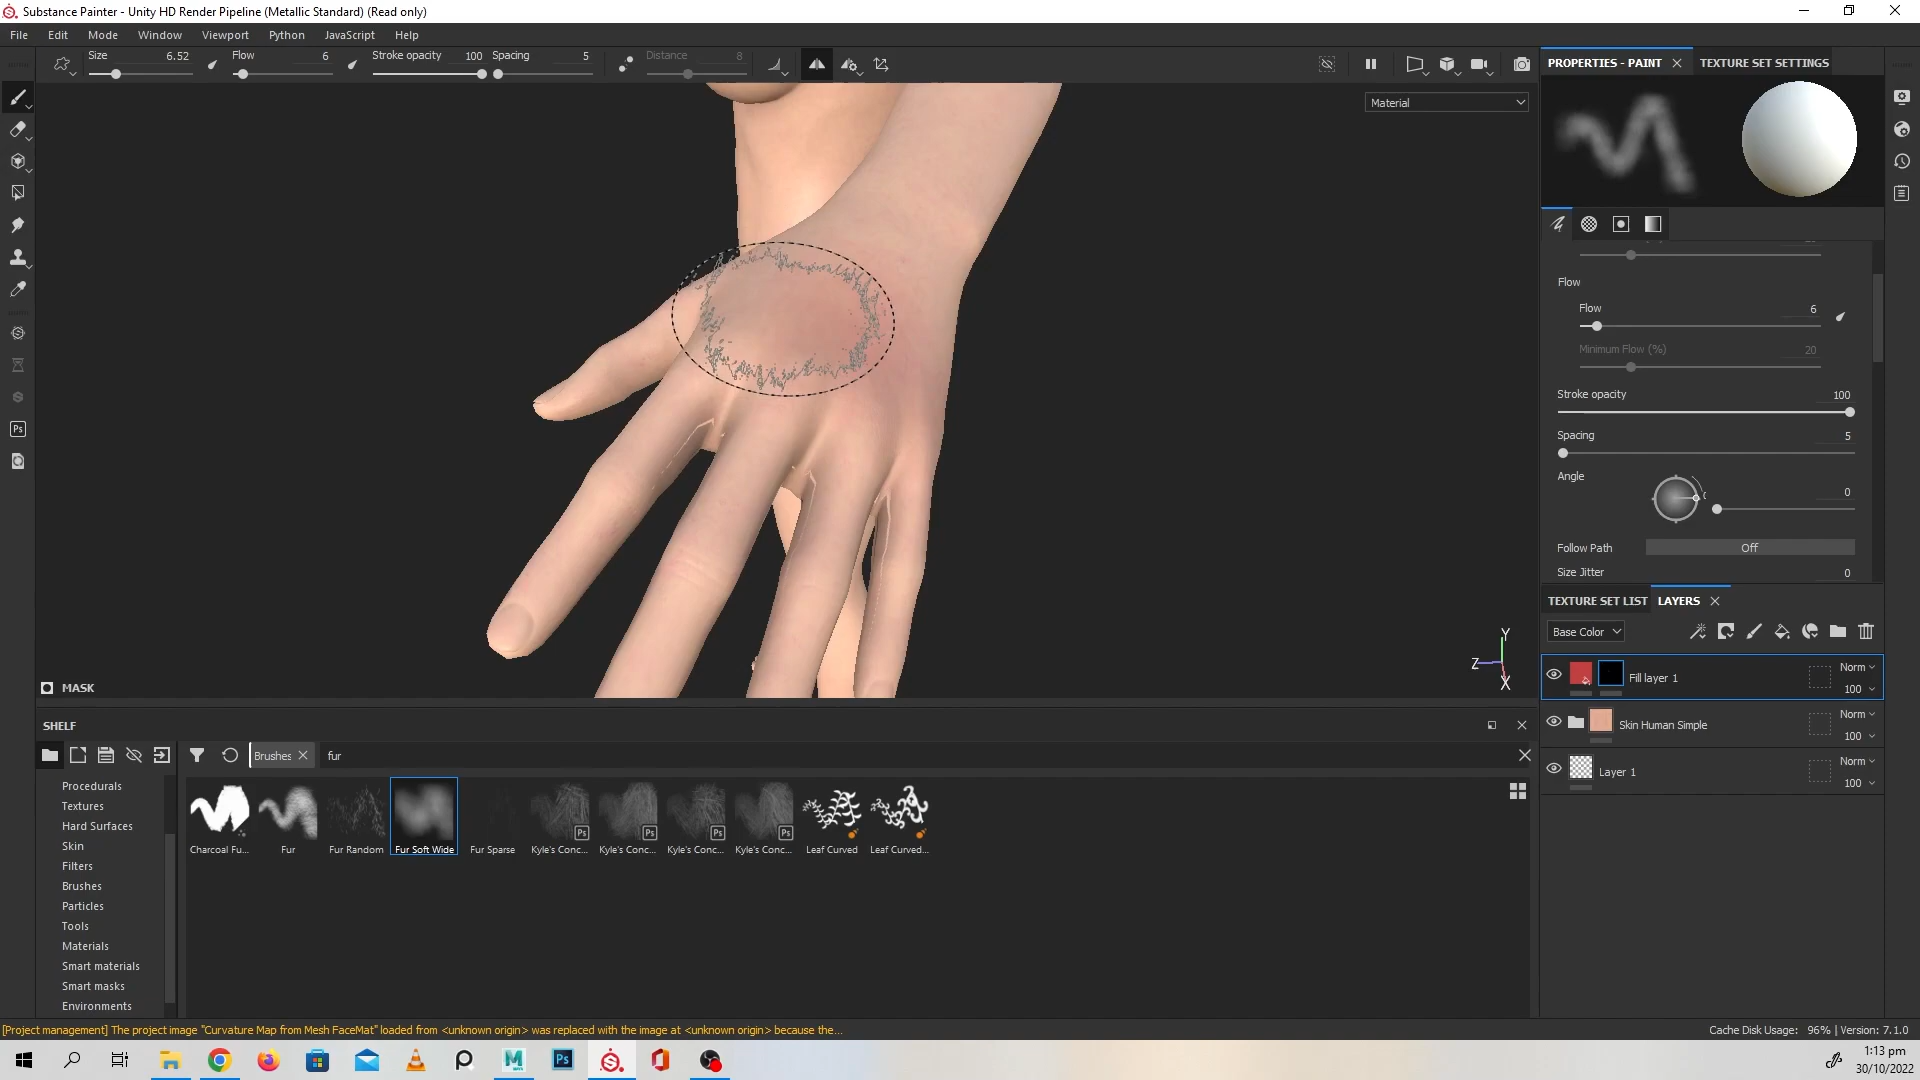 Substance Painter - Unity HD Render Pipeline (Metallic Standard) (Read only)
File Edit Mode Window Viewport Python JavaScript Help
Size 6.52 Flow 6 Stroke opacity 100 Spacing 5 Distance 8
Material
PROPERTIES - PAINT TEXTURE SET SETTINGS
Flow
Flow 6
Minimum Flow (%) 20
Stroke opacity 100
Spacing 5
Angle 0
Follow Path Off
Size Jitter 0
TEXTURE SET LIST LAYERS
Base Color
Fill layer 1 Norm 100
Skin Human Simple Norm 100
Layer 1 Norm 100
Y
Z
X
MASK
SHELF
Brushes fur
Procedurals
Textures
Hard Surfaces
Skin
Filters
Brushes
Particles
Tools
Materials
Smart materials
Smart masks
Environments
Ps Ps Ps Ps
Charcoal Fu... Fur Fur Random Fur Soft Wide Fur Sparse Kyle's Conc... Kyle's Conc... Kyle's Conc... Kyle's Conc... Leaf Curved Leaf Curved...
Ps
[Project management] The project image "Curvature Map from Mesh FaceMat" loaded from <unknown origin> was replaced with the image at <unknown origin> because the...
Cache Disk Usage: 96% | Version: 7.1.0
M Ps
1:13 pm
30/10/2022